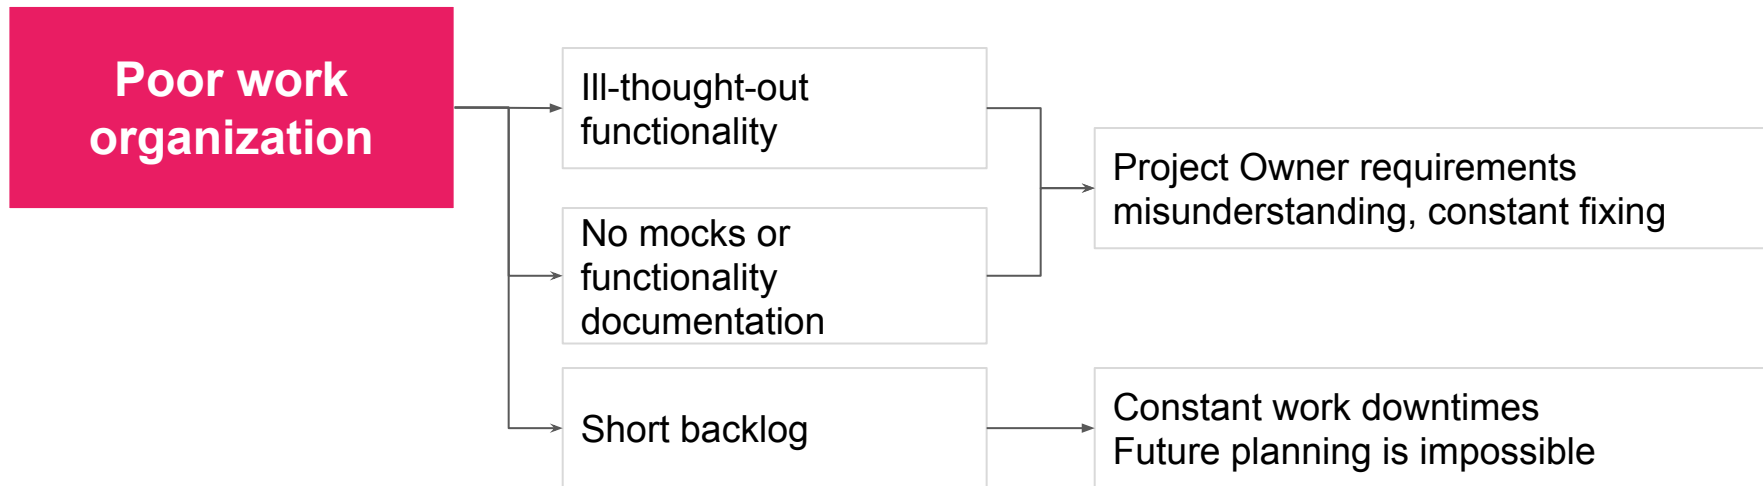 Poor work
organization
Ill-thought-out
functionality
No mocks or
functionality
documentation
Short backlog
Project Owner requirements
misunderstanding, constant fixing
Constant work downtimes
Future planning is impossible